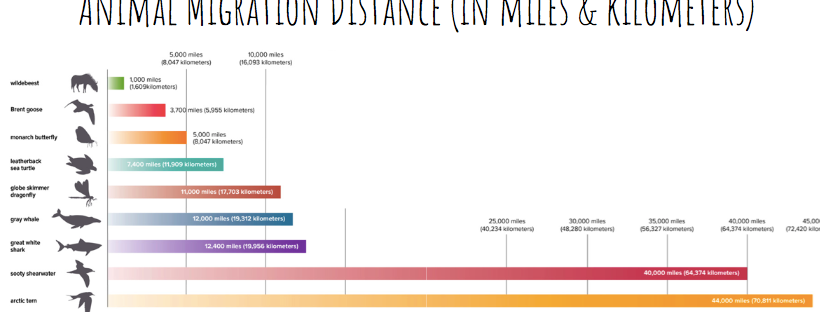 ANIMAL MIGRATION DISTANCE (IN MILES & KILOMETERS)
5,000 miles
(8,047 kilometers)
10,000 miles
(16,093 kilometers)
wildebeest
1,000 miles
(1,609kilometers)
Brent goose
3,700 miles (5,955 kilometers)
monarch butterfly
5,000 miles
(8,047 kilometers)
leatherback
sea turtle
7,400 miles (11,909 kilometers)
globe skimmer
dragonfly
11,000 miles (17,703 kilometers)
gray whale
12,000 miles (19,312 kilometers)
25,000 miles
(40,234 kilometers)
30,000 miles
(48,280 kilometers)
35,000 miles
(56,327 kilometers)
40,000 miles
(64,374 kilometers)
45,00
(72,420 kilo
great white
shark
12,400 miles (19,956 kilometers)
sooty shearwater
40,000 miles (64,374 kilometers)
arctic tern
44,000 miles (70,811 kilometers)